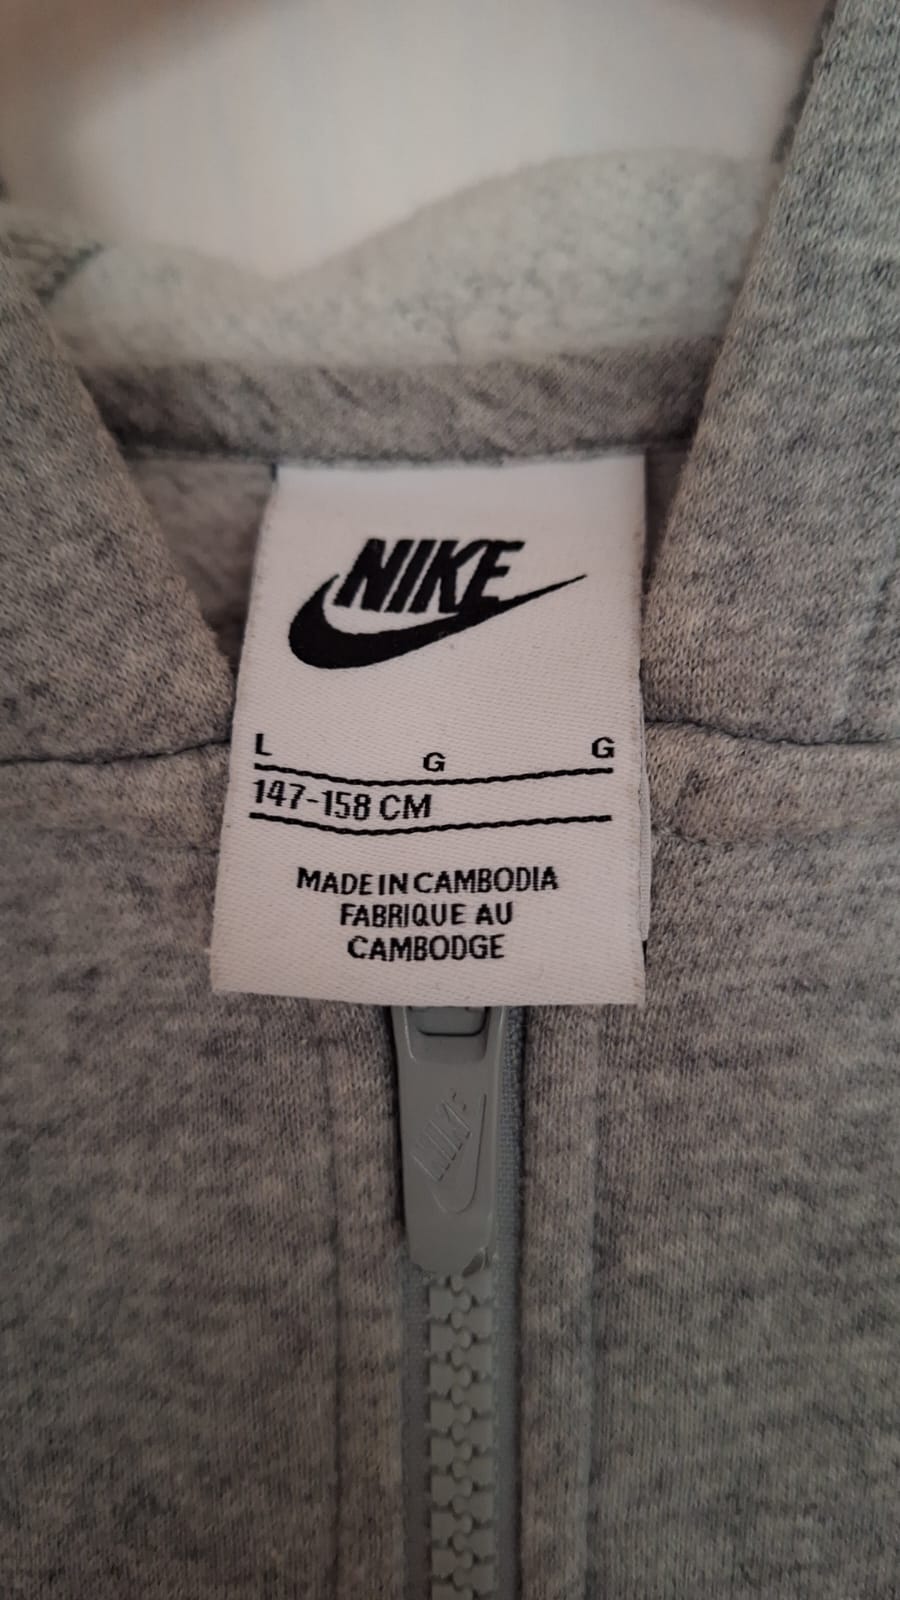 NIKE
L G G
147-158 CM
MADE IN CAMBODIA
FABRIQUE AU
CAMBODGE
NIKE